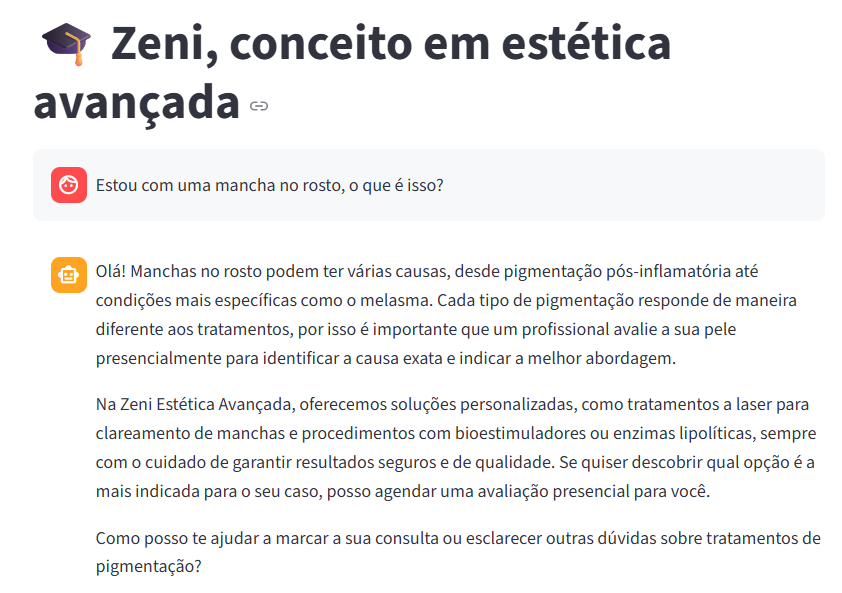 Zeni, conceito em estética
avançada
Estou com uma mancha no rosto, o que é isso?
Olá! Manchas no rosto podem ter várias causas, desde pigmentação pós-inflamatória até
condições mais específicas como o melasma. Cada tipo de pigmentação responde de maneira
diferente aos tratamentos, por isso é importante que um profissional avalie a sua pele
presencialmente para identificar a causa exata e indicar a melhor abordagem.
Na Zeni Estética Avançada, oferecemos soluções personalizadas, como tratamentos a laser para
clareamento de manchas e procedimentos com bioestimuladores ou enzimas lipolíticas, sempre
com o cuidado de garantir resultados seguros e de qualidade. Se quiser descobrir qual opção é a
mais indicada para o seu caso, posso agendar uma avaliação presencial para você.
Como posso te ajudar a marcar a sua consulta ou esclarecer outras dúvidas sobre tratamentos de
pigmentação?